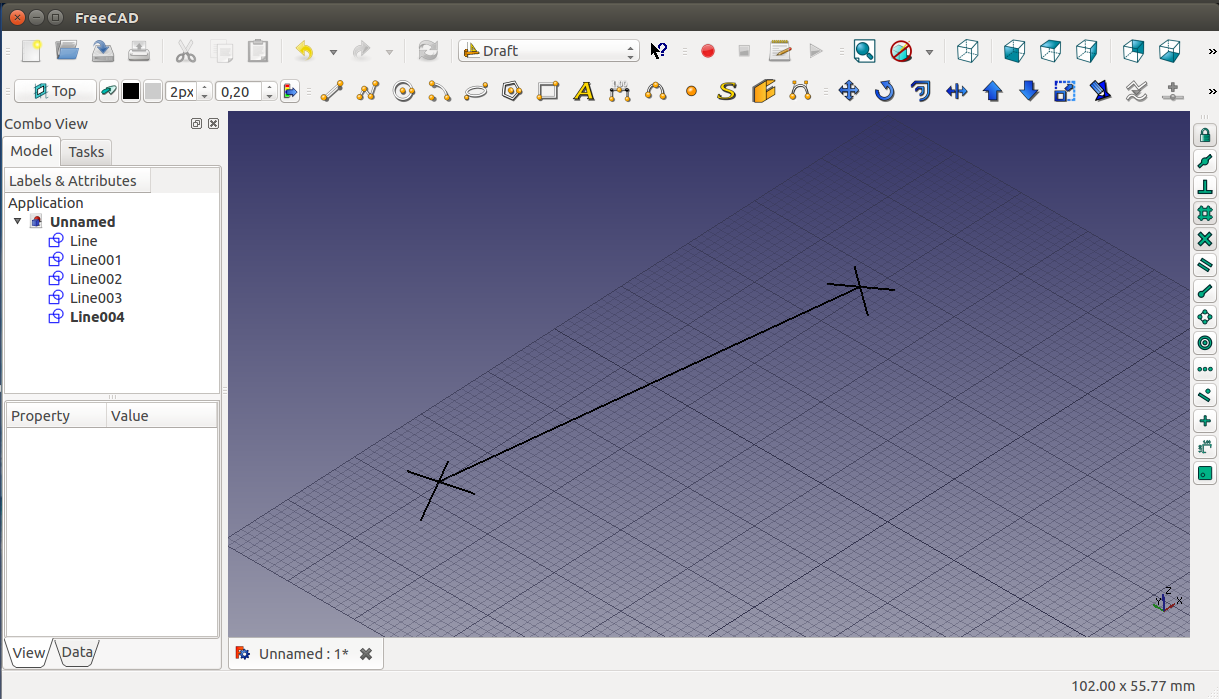 FreeCAD
Draft
Top
2px
0,20
Combo View
Model
Tasks
Labels & Attributes
Application
Unnamed
Line
Line001
Line002
Line003
Line004
Property
Value
View
Data
Z
Y
X
Unnamed : 1*
102.00 x 55.77 mm